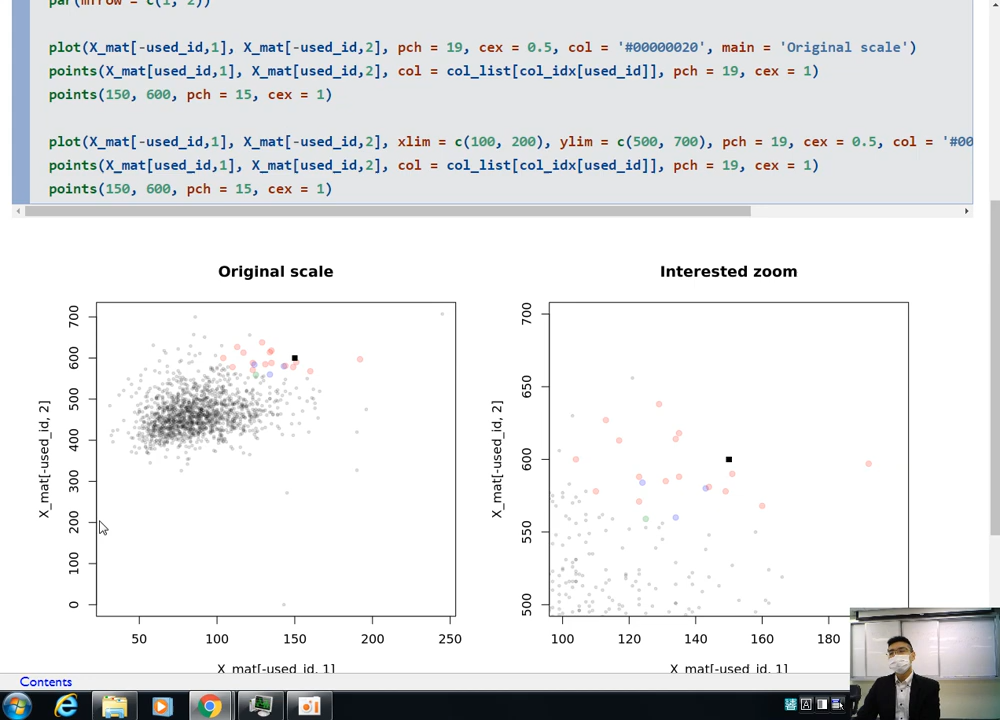 par(mfrow = c(1, 2))
plot(X_mat[-used_id,1], X_mat[-used_id,2], pch = 19, cex = 0.5, col = '#00000020', main = 'Original scale')
points(X_mat[used_id,1], X_mat[used_id,2], col = col_list[col_idx[used_id]], pch = 19, cex = 1)
points(150, 600, pch = 15, cex = 1)
plot(X_mat[-used_id,1], X_mat[-used_id,2], xlim = c(100, 200), ylim = c(500, 700), pch = 19, cex = 0.5, col = '#00
points(X_mat[used_id,1], X_mat[used_id,2], col = col_list[col_idx[used_id]], pch = 19, cex = 1)
points(150, 600, pch = 15, cex = 1)
Original scale
X_mat[-used_id, 2]
700
600
500
400
300
200
100
0
50 100 150 200 250
X_mat[-used_id, 1]
Interested zoom
X_mat[-used_id, 2]
700
650
600
550
500
100 120 140 160 180
X_mat[-used_id, 1]
Contents
A